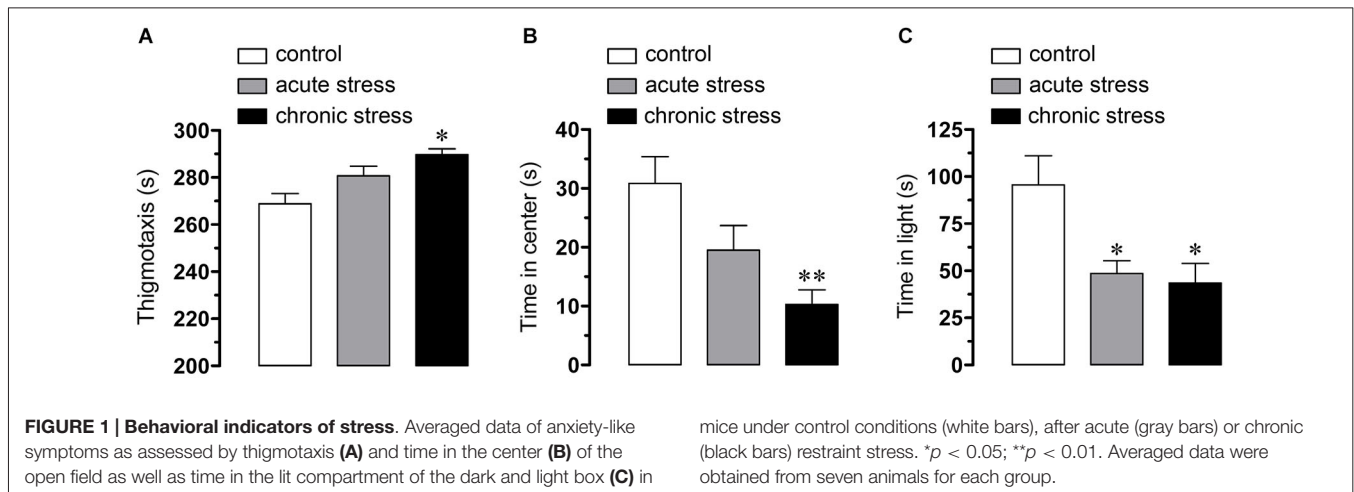 A
control
acute stress
chronic stress
300
280
260
240
220
200
Thigmotaxis (s)
*
B
control
acute stress
chronic stress
40
30
20
10
0
Time in center (s)
**
C
control
acute stress
chronic stress
125
100
75
50
25
0
Time in light (s)
*
*
FIGURE 1 | Behavioral indicators of stress. Averaged data of anxiety-like
symptoms as assessed by thigmotaxis (A) and time in the center (B) of the
open field as well as time in the lit compartment of the dark and light box (C) in
mice under control conditions (white bars), after acute (gray bars) or chronic
(black bars) restraint stress. *p < 0.05; **p < 0.01. Averaged data were
obtained from seven animals for each group.